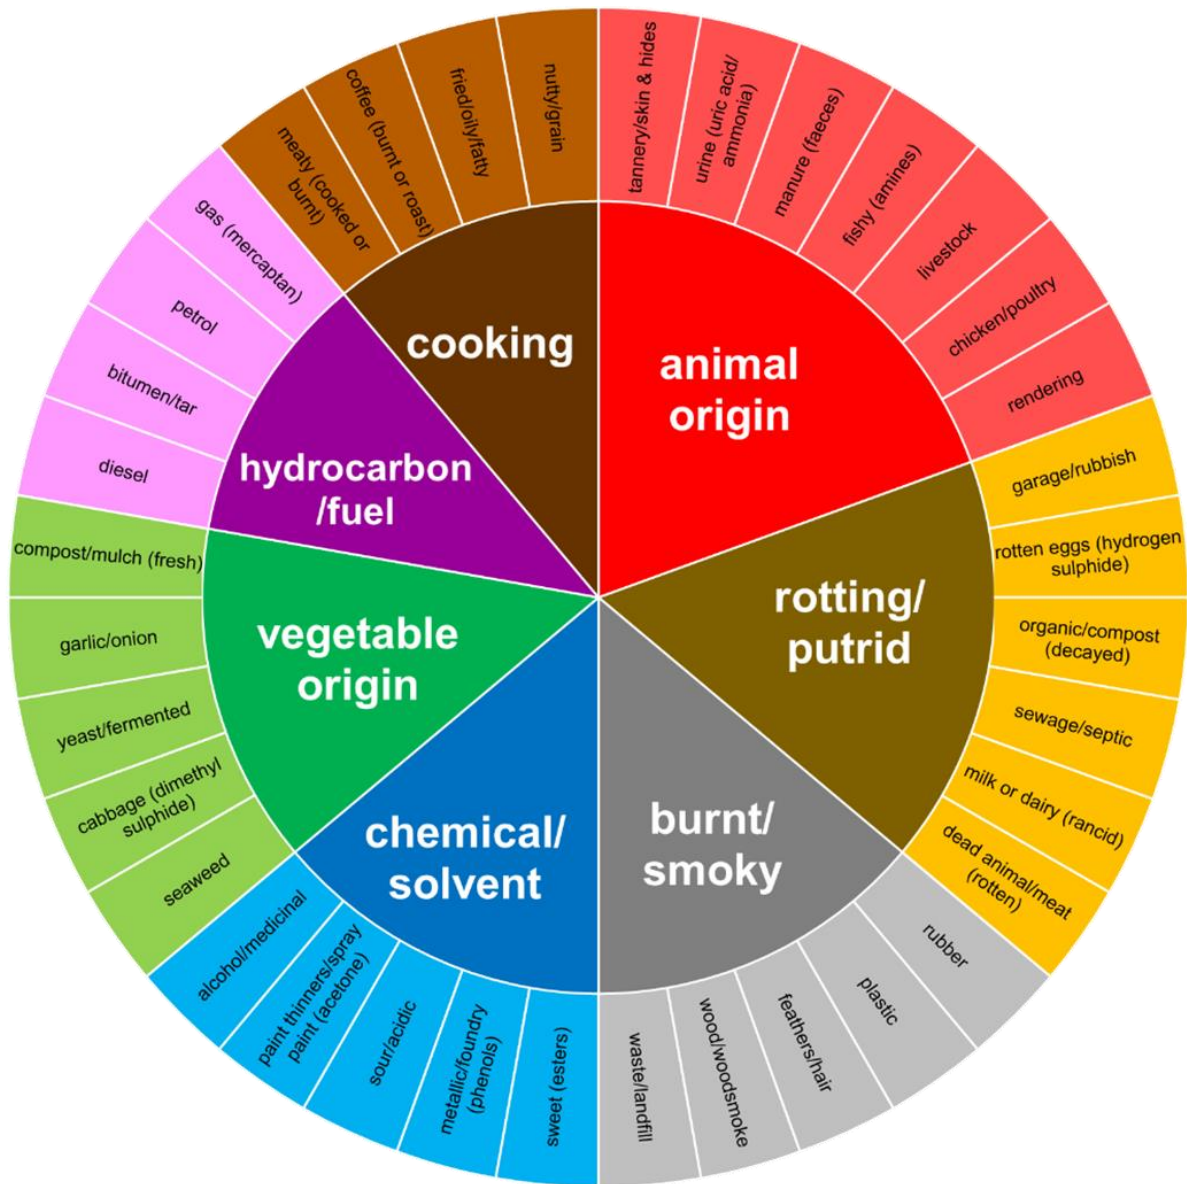 cooking
animal
origin
rotting/
putrid
burnt/
smoky
chemical/
solvent
vegetable
origin
hydrocarbon
/fuel
tannery/skin & hides
urine (uric acid/
ammonia)
manure (faeces)
fishy (amines)
livestock
chicken/poultry
rendering
garage/rubbish
rotten eggs (hydrogen
sulphide)
organic/compost
(decayed)
sewage/septic
milk or dairy (rancid)
dead animal/meat
(rotten)
rubber
plastic
feathers/hair
wood/woodsmoke
waste/landfill
sweet (esters)
metallic/foundry
(phenols)
sour/acidic
paint thinners/spray
paint (acetone)
alcohol/medicinal
seaweed
cabbage (dimethyl
sulphide)
yeast/fermented
garlic/onion
compost/mulch (fresh)
diesel
bitumen/tar
petrol
gas (mercaptan)
meaty (cooked or
burnt)
coffee (burnt or roast)
fried/oily/fatty
nutty/grain